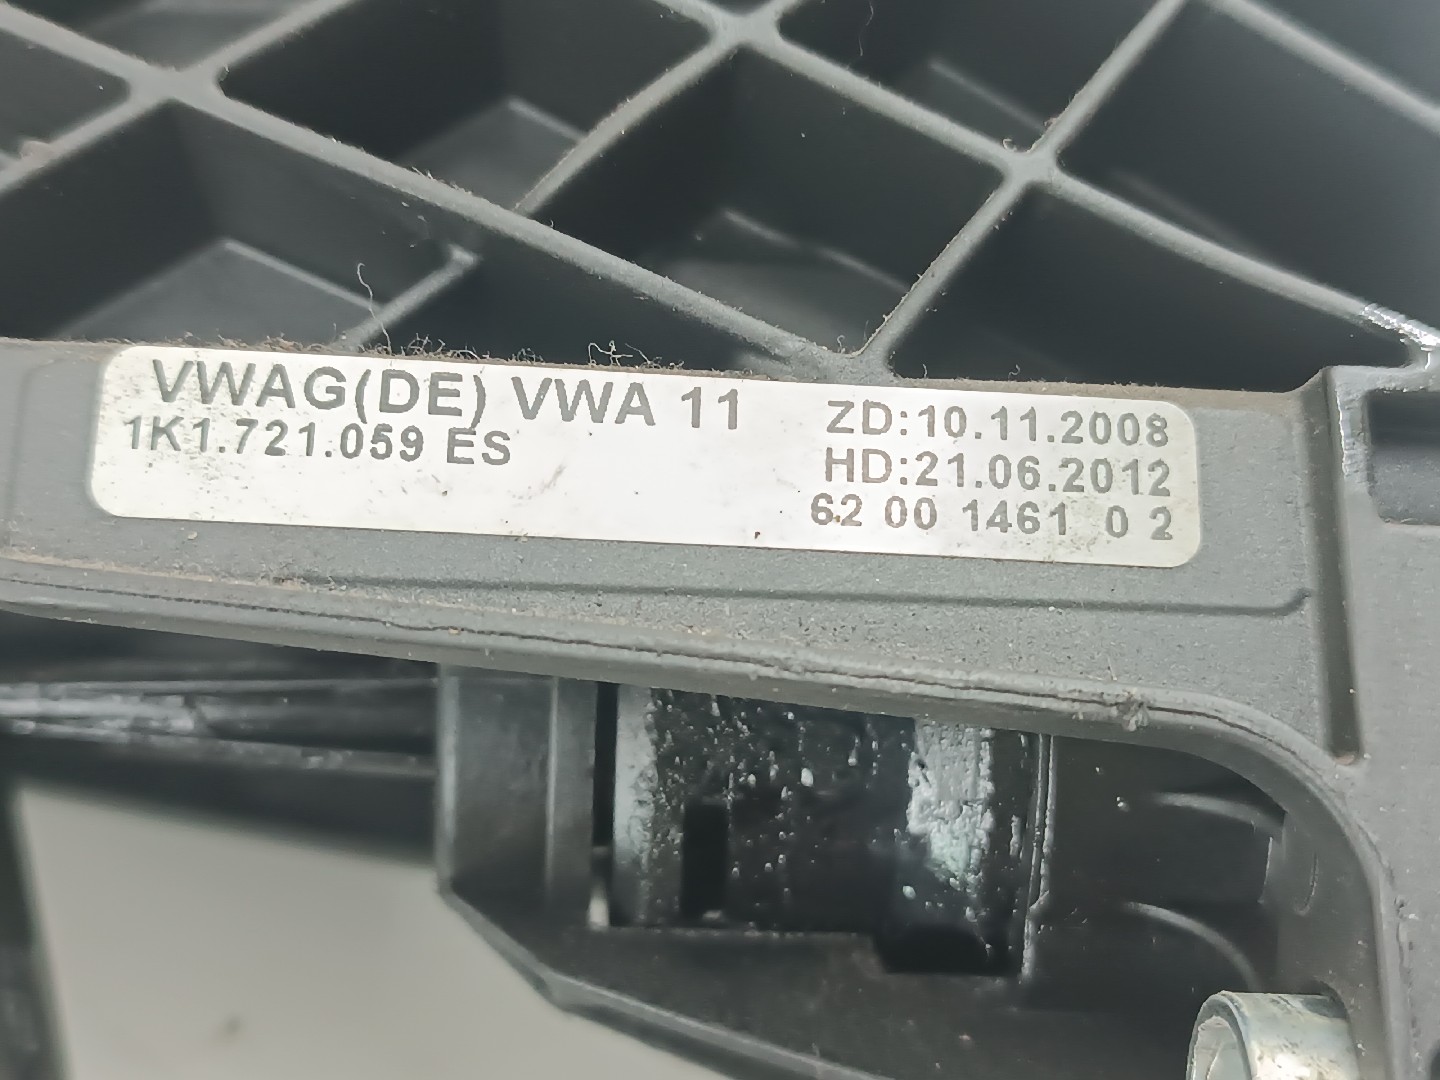 VWAG(DE) VWA 11
1K1.721.059 ES
ZD:10.11.2008
HD:21.06.2012
62 00 1461 0 2